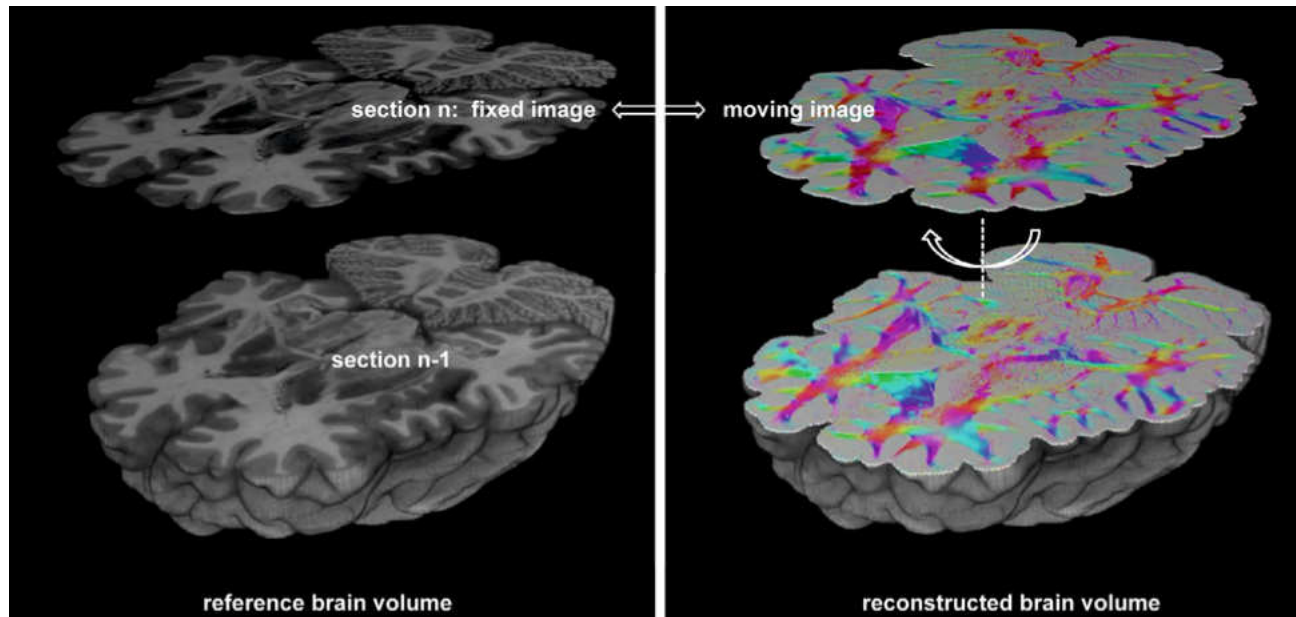 section n: fixed image
moving image
section n-1
reference brain volume
reconstructed brain volume